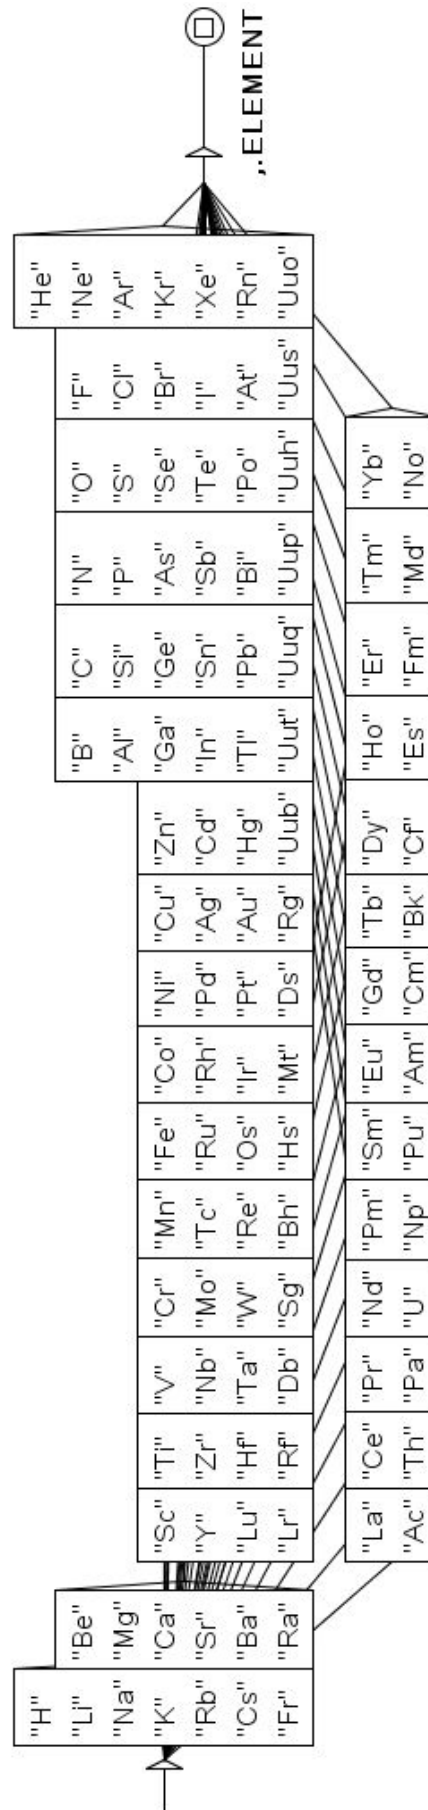 "H" "He"
"Li" "Be" "B" "C" "N" "O" "F" "Ne"
"Na" "Mg" "Al" "Si" "P" "S" "Cl" "Ar"
"K" "Ca" "Sc" "Ti" "V" "Cr" "Mn" "Fe" "Co" "Ni" "Cu" "Zn" "Ga" "Ge" "As" "Se" "Br" "Kr"
"Rb" "Sr" "Y" "Zr" "Nb" "Mo" "Tc" "Ru" "Rh" "Pd" "Ag" "Cd" "In" "Sn" "Sb" "Te" "I" "Xe"
"Cs" "Ba" "Lu" "Hf" "Ta" "W" "Re" "Os" "Ir" "Pt" "Au" "Hg" "Tl" "Pb" "Bi" "Po" "At" "Rn"
,.ELEMENT
"Fr" "Ra" "Lr" "Rf" "Db" "Sg" "Bh" "Hs" "Mt" "Ds" "Rg" "Uub" "Uut" "Uuq" "Uup" "Uuh" "Uus" "Uuo"
"La" "Ce" "Pr" "Nd" "Pm" "Sm" "Eu" "Gd" "Tb" "Dy" "Ho" "Er" "Tm" "Yb"
"Ac" "Th" "Pa" "U" "Np" "Pu" "Am" "Cm" "Bk" "Cf" "Es" "Fm" "Md" "No"